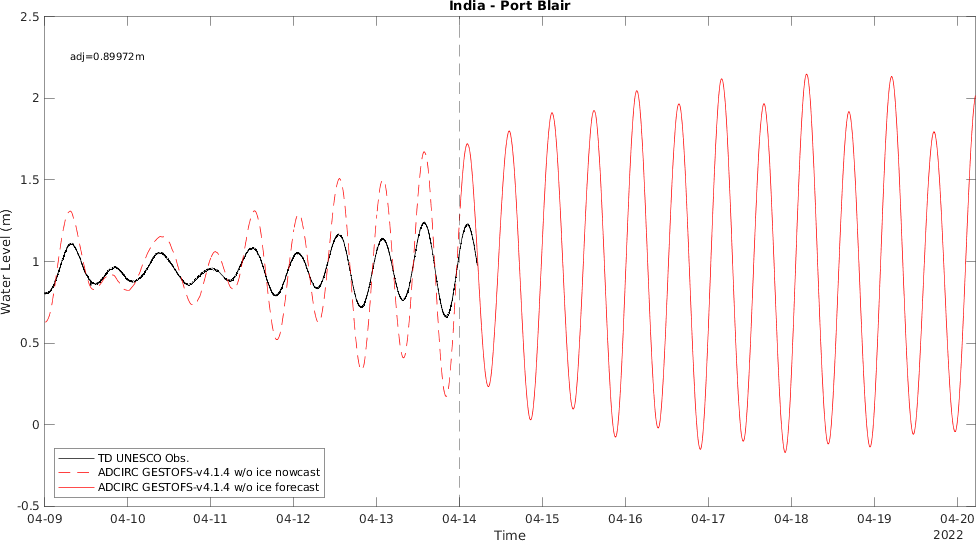 India - Port Blair
adj=0.89972m
2.5
2
1.5
1
0.5
0
-0.5
Water Level (m)
TD UNESCO Obs.
ADCIRC GESTOFS-v4.1.4 w/o ice nowcast
ADCIRC GESTOFS-v4.1.4 w/o ice forecast
04-09 04-10 04-11 04-12 04-13 04-14 04-15 04-16 04-17 04-18 04-19 04-20
Time
2022